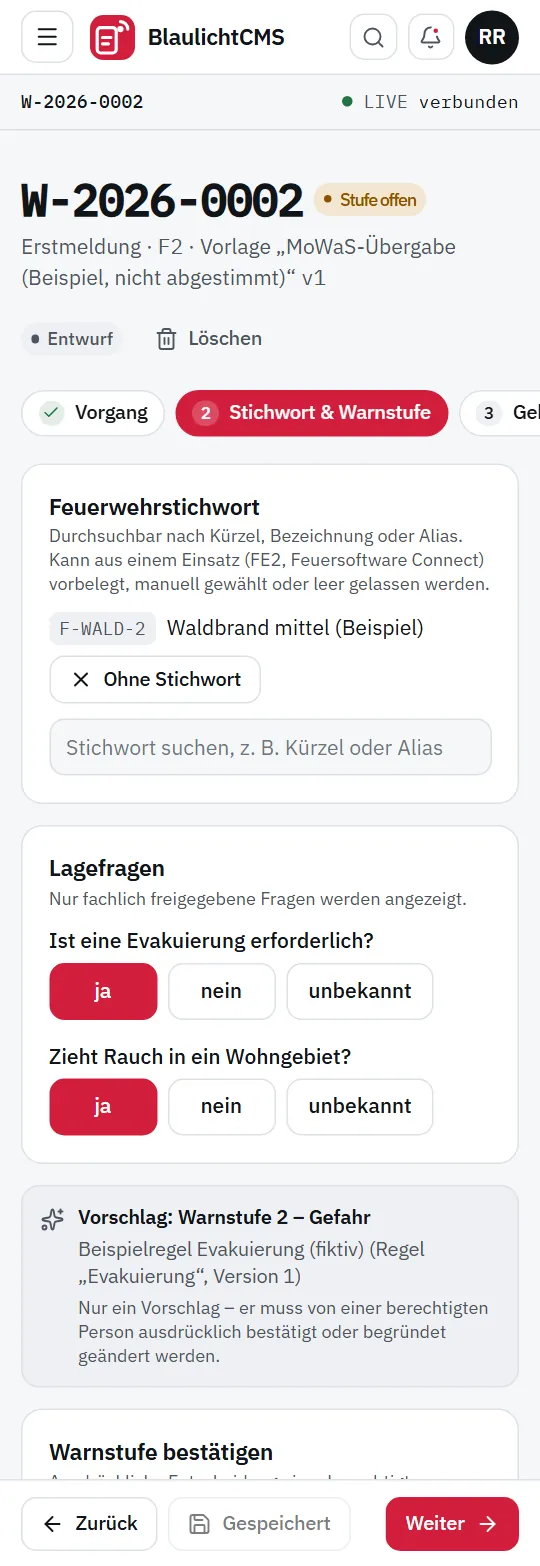 BlaulichtCMS
RR
W-2026-0002
LIVE verbunden
W-2026-0002
Stufe offen
Erstmeldung · F2 · Vorlage „MoWaS-Übergabe
(Beispiel, nicht abgestimmt)“ v1
Entwurf
Löschen
Vorgang
2 Stichwort & Warnstufe
3
Feuerwehrstichwort
Durchsuchbar nach Kürzel, Bezeichnung oder Alias.
Kann aus einem Einsatz (FE2, Feuersoftware Connect)
vorbelegt, manuell gewählt oder leer gelassen werden.
F-WALD-2 Waldbrand mittel (Beispiel)
Ohne Stichwort
Stichwort suchen, z. B. Kürzel oder Alias
Lagefragen
Nur fachlich freigegebene Fragen werden angezeigt.
Ist eine Evakuierung erforderlich?
ja nein unbekannt
Zieht Rauch in ein Wohngebiet?
ja nein unbekannt
Vorschlag: Warnstufe 2 – Gefahr
Beispielregel Evakuierung (fiktiv) (Regel
„Evakuierung“, Version 1)
Nur ein Vorschlag – er muss von einer berechtigten
Person ausdrücklich bestätigt oder begründet
geändert werden.
Warnstufe bestätigen
Zurück
Gespeichert
Weiter